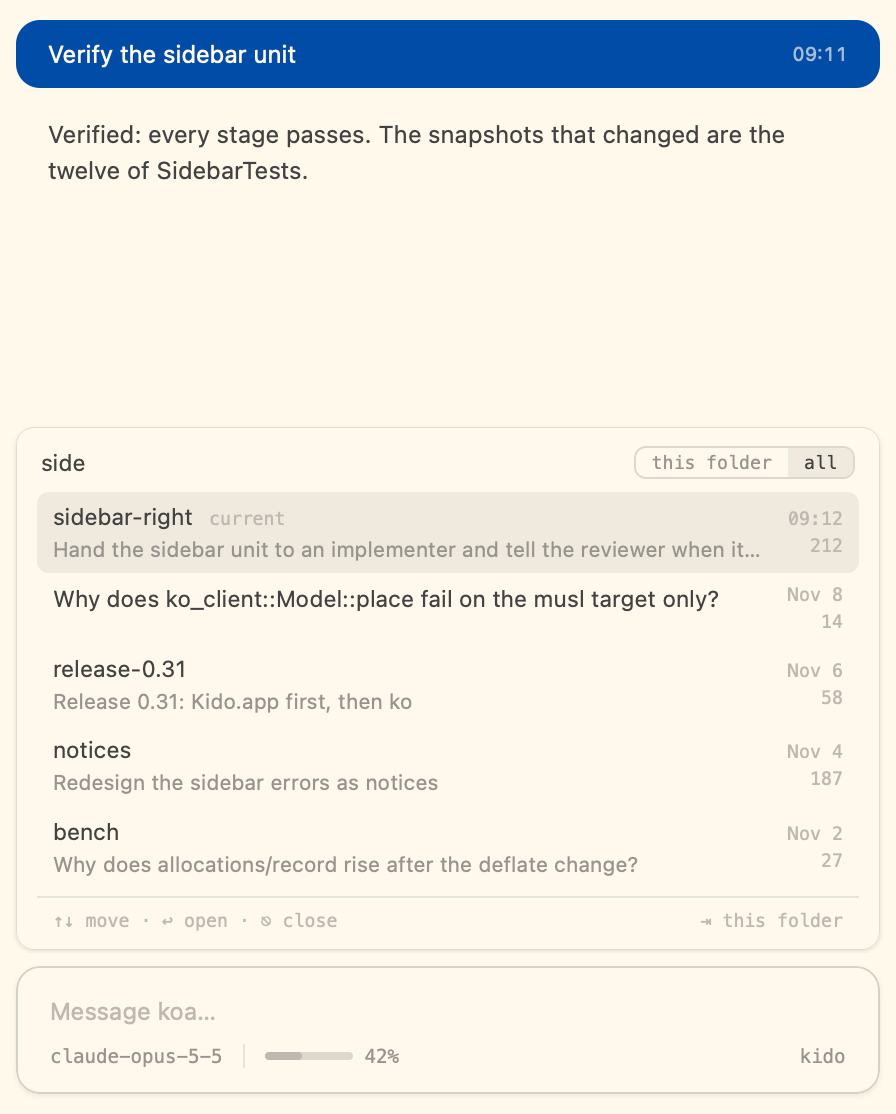 Verify the sidebar unit 09:11
Verified: every stage passes. The snapshots that changed are the
twelve of SidebarTests.
side this folder all
sidebar-right current 09:12
Hand the sidebar unit to an implementer and tell the reviewer when it… 212
Why does ko_client::Model::place fail on the musl target only? Nov 8
14
release-0.31 Nov 6
Release 0.31: Kido.app first, then ko 58
notices Nov 4
Redesign the sidebar errors as notices 187
bench Nov 2
Why does allocations/record rise after the deflate change? 27
↑↓ move · ↩ open · ⎋ close ⇥ this folder
Message koa…
claude-opus-5-5 42% kido